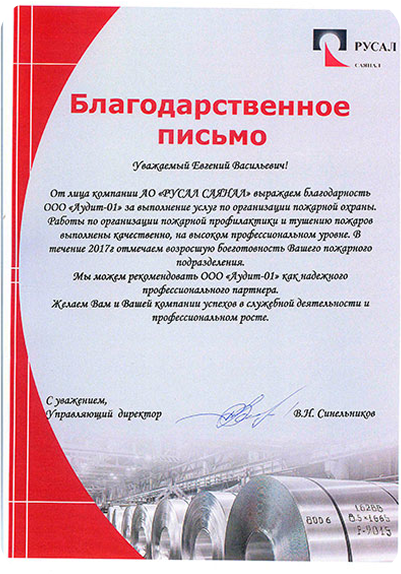 РУСАЛ
САЯНАЛ
Благодарственное
письмо
Уважаемый Евгений Васильевич!
От лица компании АО «РУСАЛ САЯНАЛ» выражаем благодарность
ООО «Аудит-01» за выполнение услуг по организации пожарной охраны.
Работы по организации пожарной профилактики и тушению пожаров
выполнены качественно, на высоком профессиональном уровне. В
течение 2017г отмечаем возросшую боеготовность Вашего пожарного
подразделения.
Мы можем рекомендовать ООО «Аудит-01» как надежного
профессионального партнера.
Желаем Вам и Вашей компании успехов в служебной деятельности и
профессиональном росте.
С уважением,
Управляющий директор
В.Н. Синельников
8006